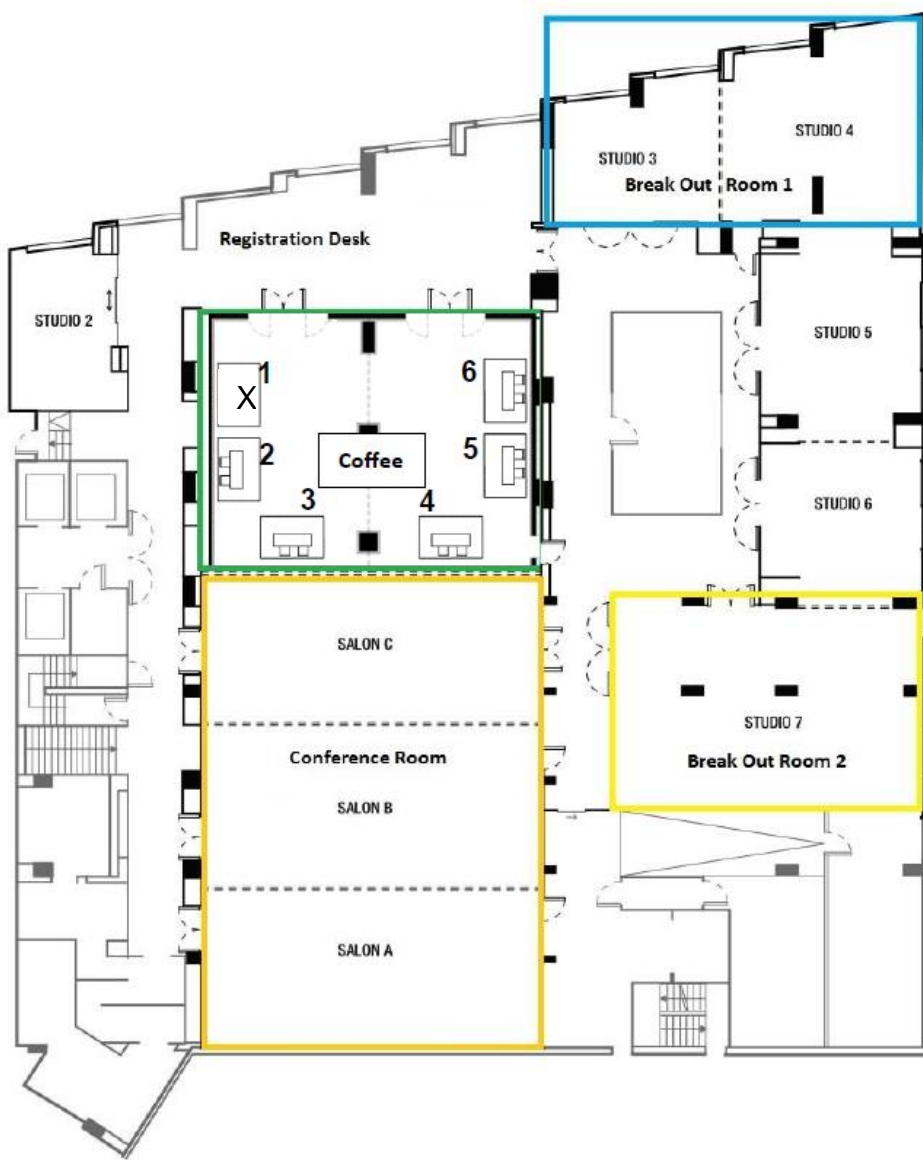 STUDIO 4
STUDIO 3
Break Out Room 1
Registration Desk
STUDIO 2
STUDIO 5
1
6
X
2
Coffee
5
3
4
STUDIO 6
SALON C
STUDIO 7
Conference Room
Break Out Room 2
SALON B
SALON A